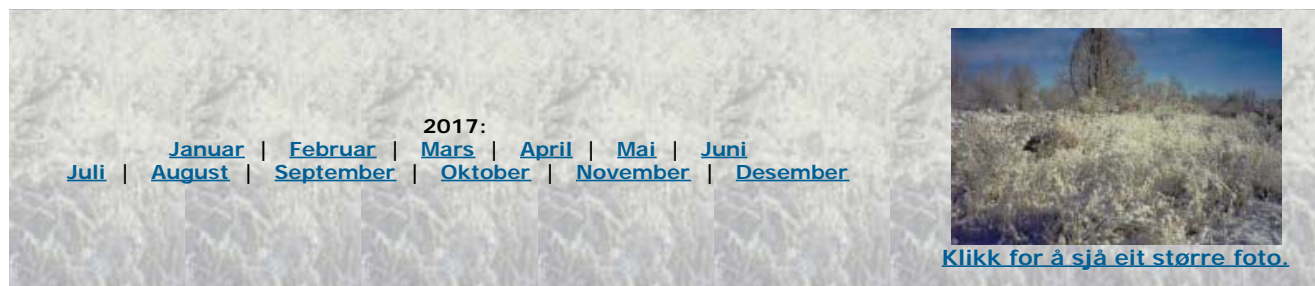 2017:
Januar | Februar | Mars | April | Mai | Juni
Juli | August | September | Oktober | November | Desember
Klikk for å sjå eit større foto.